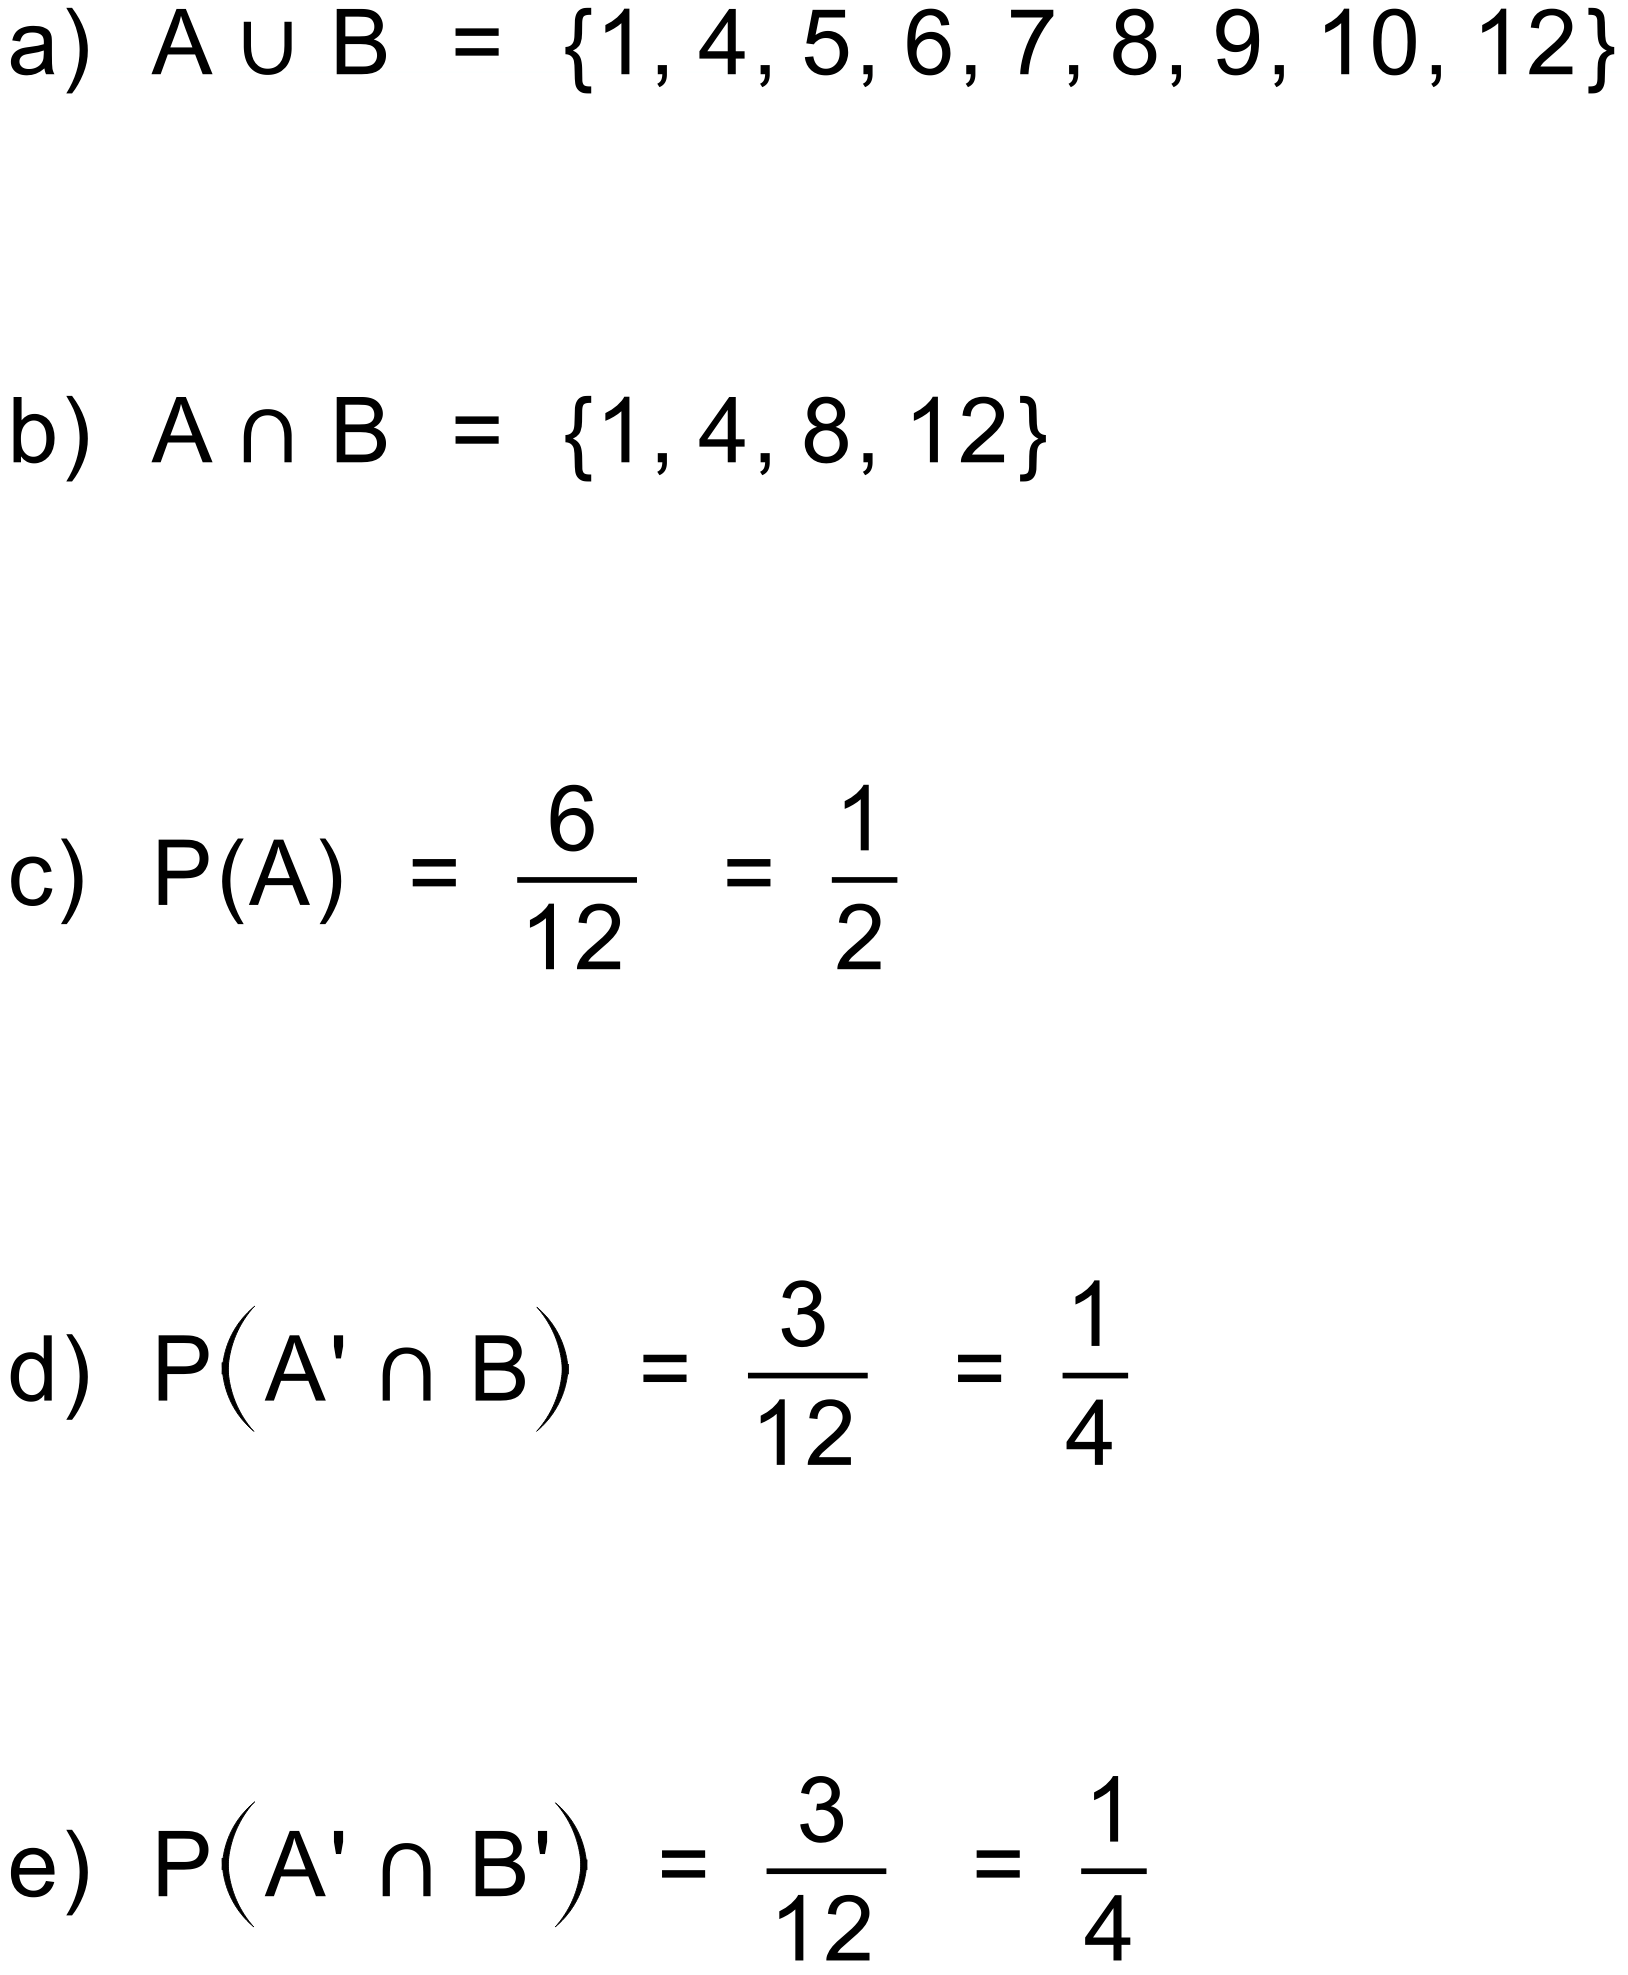 a) A ∪ B = {1, 4, 5, 6, 7, 8, 9, 10, 12}
b) A ∩ B = {1, 4, 8, 12}
c) P(A) = 6/12 = 1/2
d) P(A' ∩ B) = 3/12 = 1/4
e) P(A' ∩ B') = 3/12 = 1/4